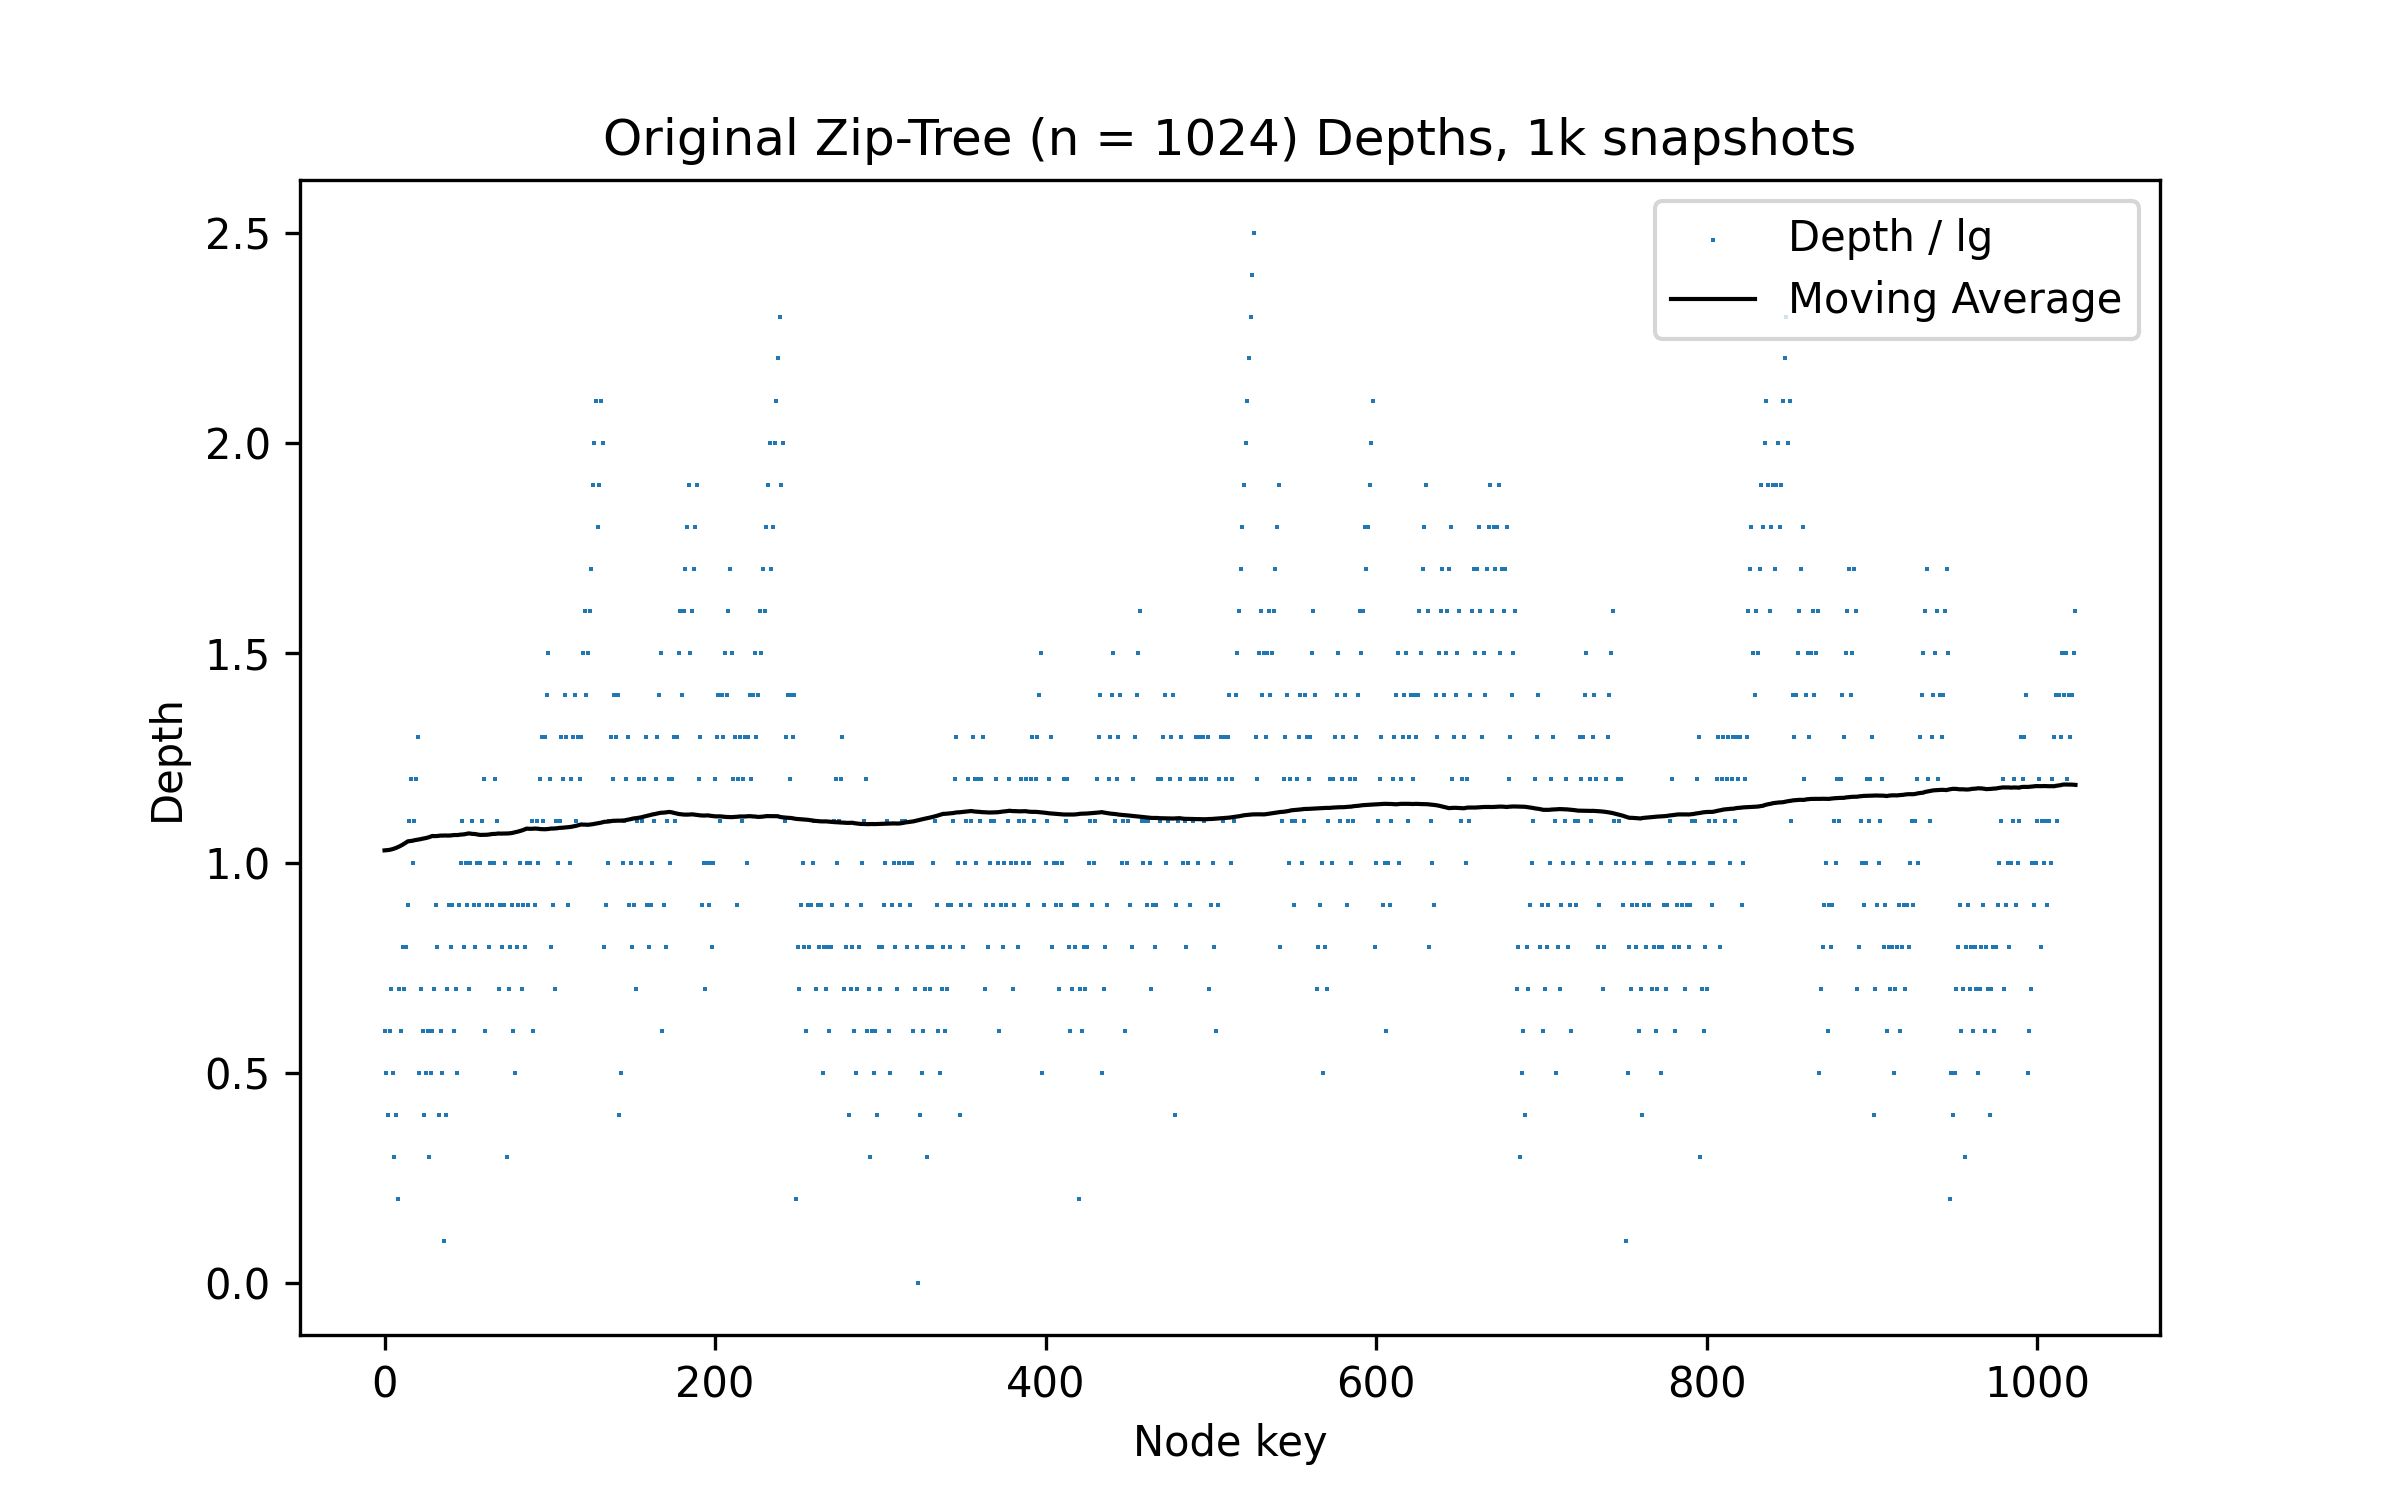 Original Zip-Tree (n = 1024) Depths, 1k snapshots
Depth / lg
Moving Average
2.5
2.0
1.5
1.0
0.5
0.0
Depth
0 200 400 600 800 1000
Node key